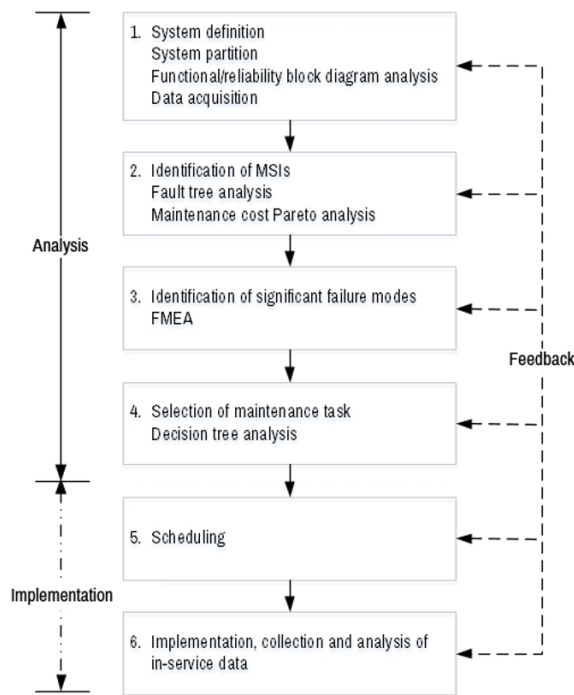 1. System definition
System partition
Functional/reliability block diagram analysis
Data acquisition
2. Identification of MSIs
Fault tree analysis
Maintenance cost Pareto analysis
Analysis
3. Identification of significant failure modes
FMEA
Feedback
4. Selection of maintenance task
Decision tree analysis
5. Scheduling
Implementation
6. Implementation, collection and analysis of
in-service data